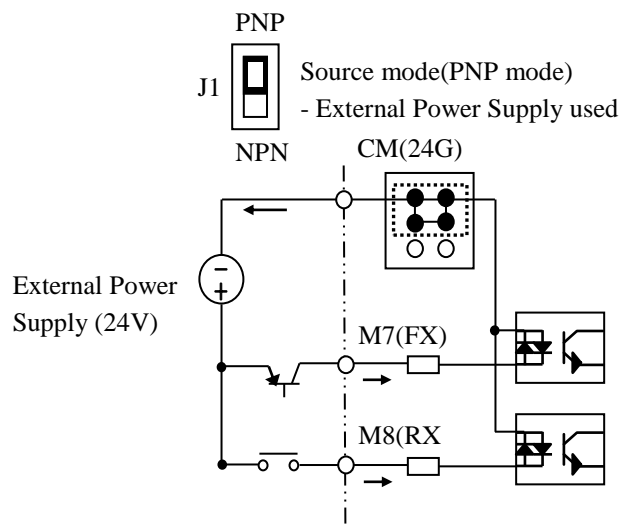 PNP
J1
Source mode(PNP mode)
- External Power Supply used
NPN
CM(24G)
−
+
External Power
Supply (24V)
M7(FX)
M8(RX